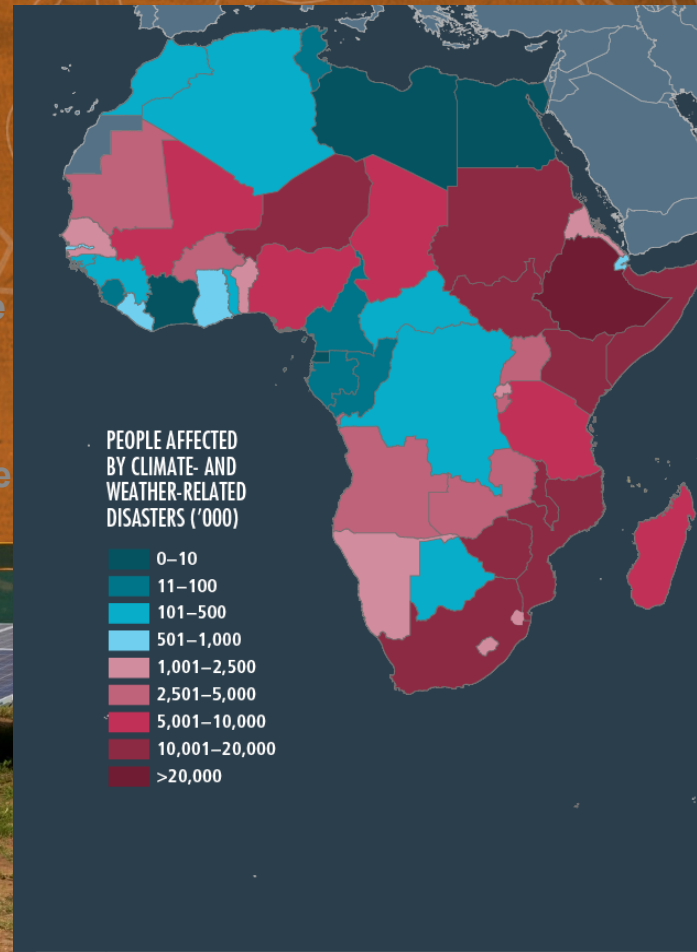 e
e
PEOPLE AFFECTED
BY CLIMATE- AND
WEATHER-RELATED
DISASTERS (’000)
0–10
11–100
101–500
501–1,000
1,001–2,500
2,501–5,000
5,001–10,000
10,001–20,000
>20,000